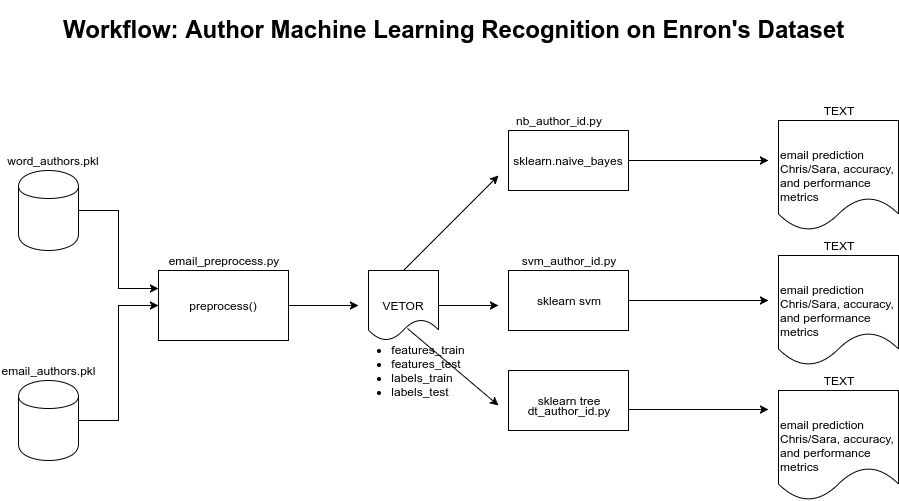 Workflow: Author Machine Learning Recognition on Enron's Dataset
word_authors.pkl
email_authors.pkl
email_preprocess.py
preprocess()
VETOR
features_train
features_test
labels_train
labels_test
nb_author_id.py
sklearn.naive_bayes
svm_author_id.py
sklearn svm
sklearn tree
dt_author_id.py
TEXT
email prediction
Chris/Sara, accuracy,
and performance
metrics
TEXT
email prediction
Chris/Sara, accuracy,
and performance
metrics
TEXT
email prediction
Chris/Sara, accuracy,
and performance
metrics